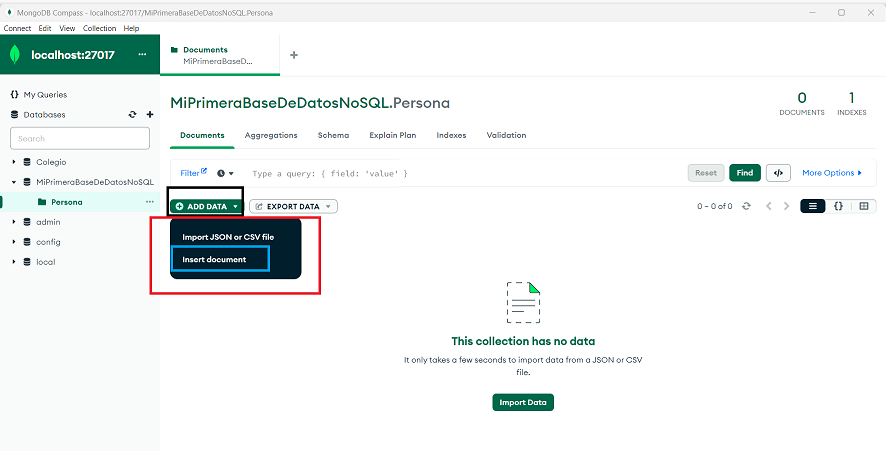 MongoDB Compass - localhost:27017/MiPrimeraBaseDeDatosNoSQL.Persona
Connect Edit View Collection Help
localhost:27017 ...
Documents
MiPrimeraBaseD...
+
My Queries
Databases
Search
Colegio
MiPrimeraBaseDeDatosNoSQL
Persona ...
admin
config
local
MiPrimeraBaseDeDatosNoSQL.Persona
0
DOCUMENTS
1
INDEXES
Documents Aggregations Schema Explain Plan Indexes Validation
Filter Type a query: { field: 'value' } Reset Find </> More Options
ADD DATA EXPORT DATA 0 – 0 of 0 {}
Import JSON or CSV file
Insert document
This collection has no data
It only takes a few seconds to import data from a JSON or CSV
file.
Import Data